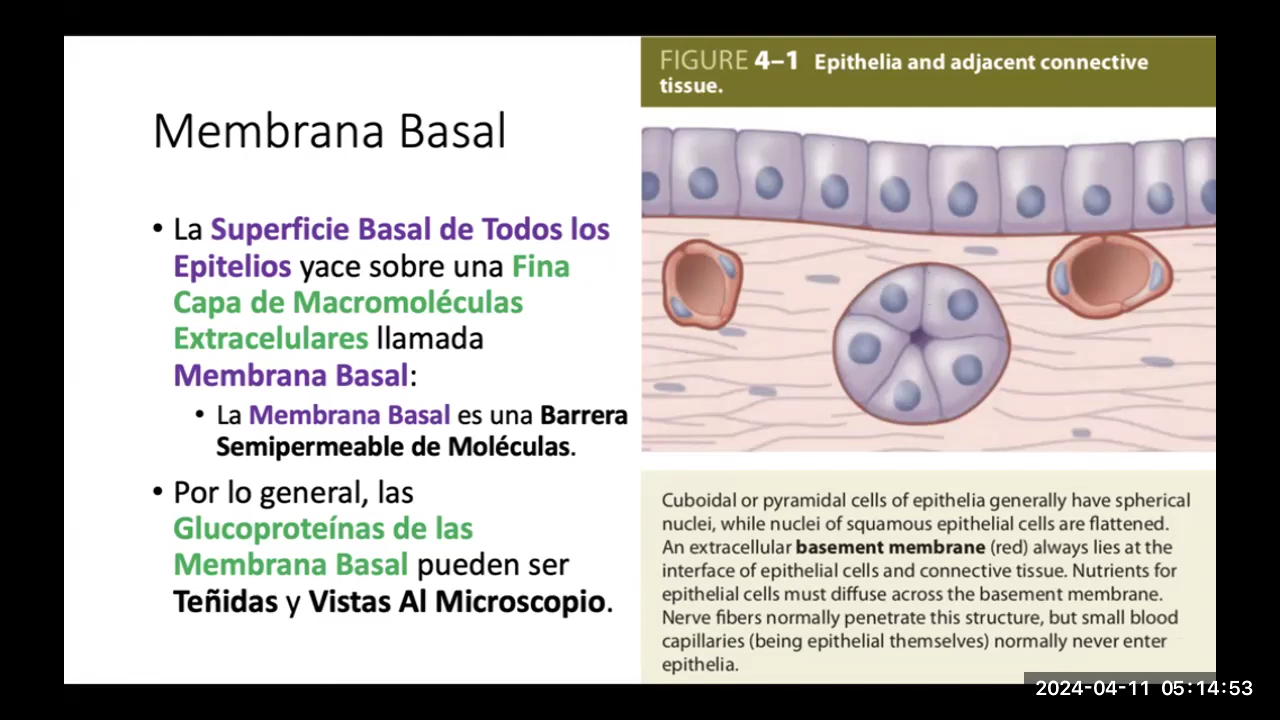 Membrana Basal
• La Superficie Basal de Todos los
Epitelios yace sobre una Fina
Capa de Macromoléculas
Extracelulares llamada
Membrana Basal:
• La Membrana Basal es una Barrera
Semipermeable de Moléculas.
• Por lo general, las
Glucoproteínas de las
Membrana Basal pueden ser
Teñidas y Vistas Al Microscopio.
FIGURE 4–1 Epithelia and adjacent connective
tissue.
Cuboidal or pyramidal cells of epithelia generally have spherical
nuclei, while nuclei of squamous epithelial cells are flattened.
An extracellular basement membrane (red) always lies at the
interface of epithelial cells and connective tissue. Nutrients for
epithelial cells must diffuse across the basement membrane.
Nerve fibers normally penetrate this structure, but small blood
capillaries (being epithelial themselves) normally never enter
epithelia.
2024-04-11 05:14:53